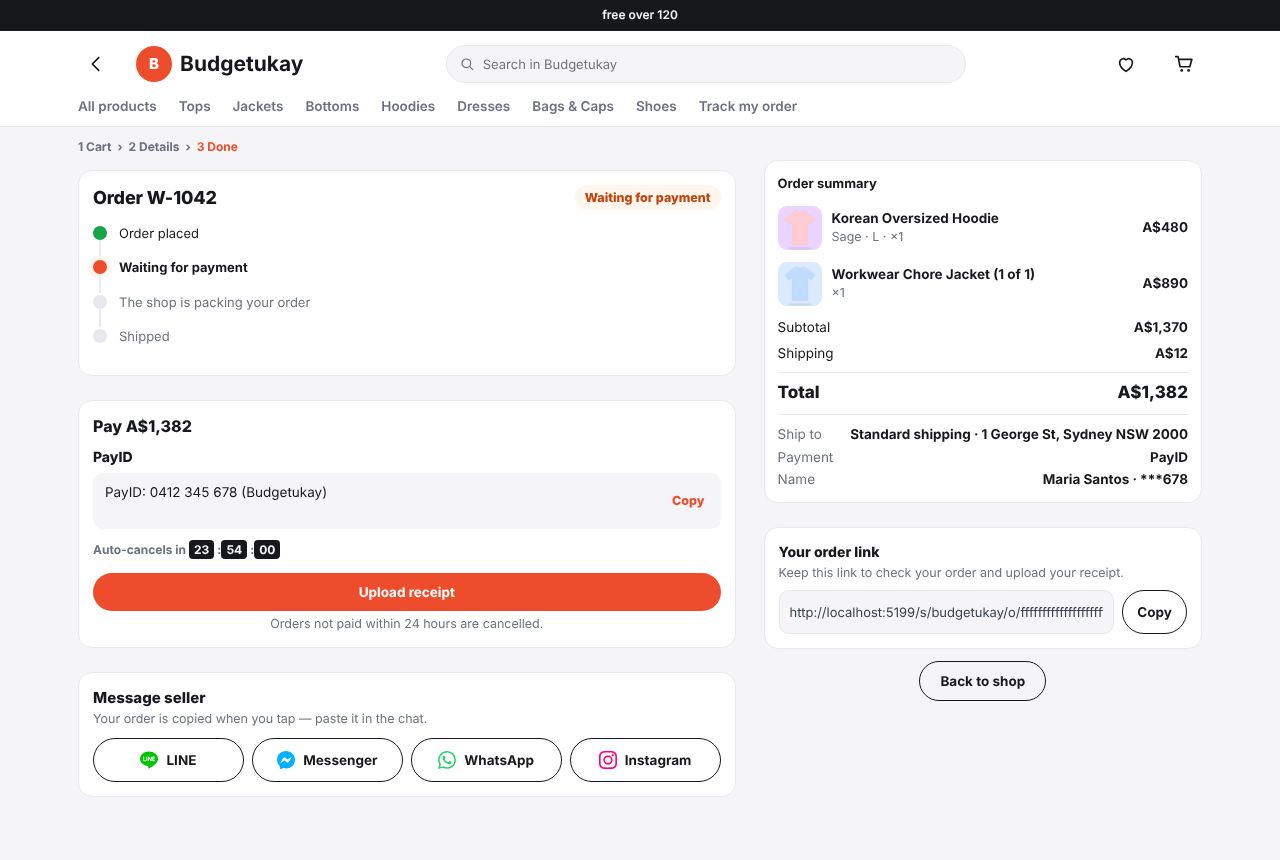 free over 120
B Budgetukay
Search in Budgetukay
All products Tops Jackets Bottoms Hoodies Dresses Bags & Caps Shoes Track my order
1 Cart › 2 Details › 3 Done
Order W-1042
Waiting for payment
Order placed
Waiting for payment
The shop is packing your order
Shipped
Pay A$1,382
PayID
PayID: 0412 345 678 (Budgetukay)
Copy
Auto-cancels in 23 : 54 : 00
Upload receipt
Orders not paid within 24 hours are cancelled.
Message seller
Your order is copied when you tap — paste it in the chat.
LINE LINE
Messenger
WhatsApp
Instagram
Order summary
Korean Oversized Hoodie
Sage · L · ×1
A$480
Workwear Chore Jacket (1 of 1)
×1
A$890
Subtotal A$1,370
Shipping A$12
Total A$1,382
Ship to Standard shipping · 1 George St, Sydney NSW 2000
Payment PayID
Name Maria Santos · ***678
Your order link
Keep this link to check your order and upload your receipt.
http://localhost:5199/s/budgetukay/o/ffffffffffffffffffff
Copy
Back to shop